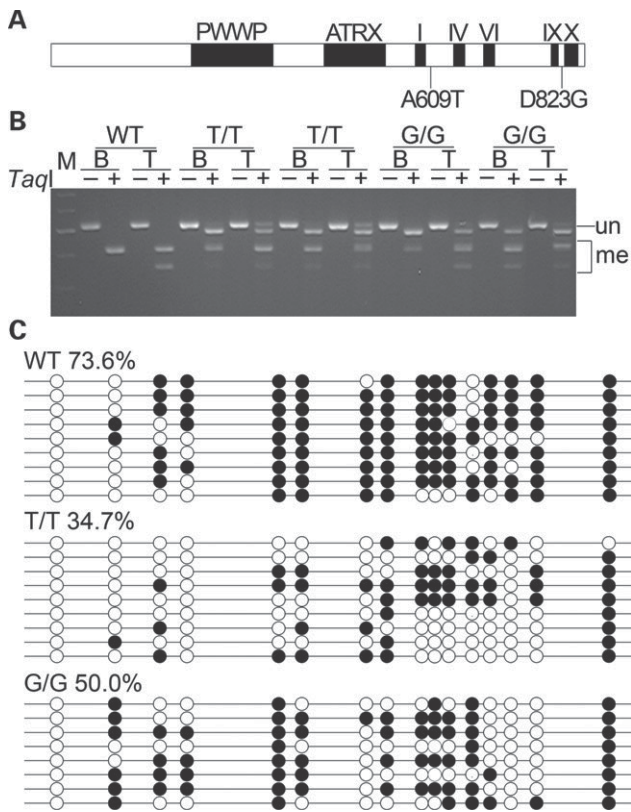 A
PWWP ATRX I IV VI IX X
A609T D823G
B
WT T/T T/T G/G G/G
M B T B T B T B T B T
TaqI − + − + − + − + − + − + − + − + − + − +
un
me
C
WT 73.6%
T/T 34.7%
G/G 50.0%